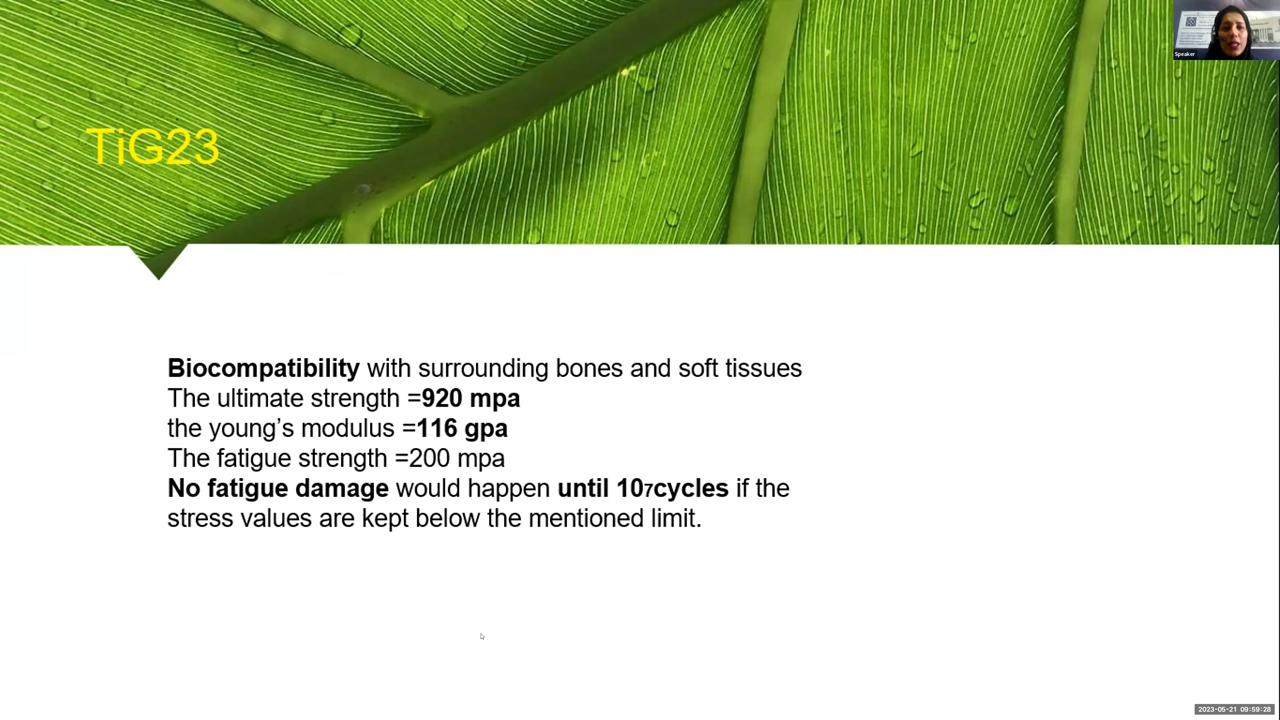 TiG23
Biocompatibility with surrounding bones and soft tissues
The ultimate strength =920 mpa
the young's modulus =116 gpa
The fatigue strength =200 mpa
No fatigue damage would happen until 107cycles if the
stress values are kept below the mentioned limit.
Speaker
2023-05-21 09:59:28